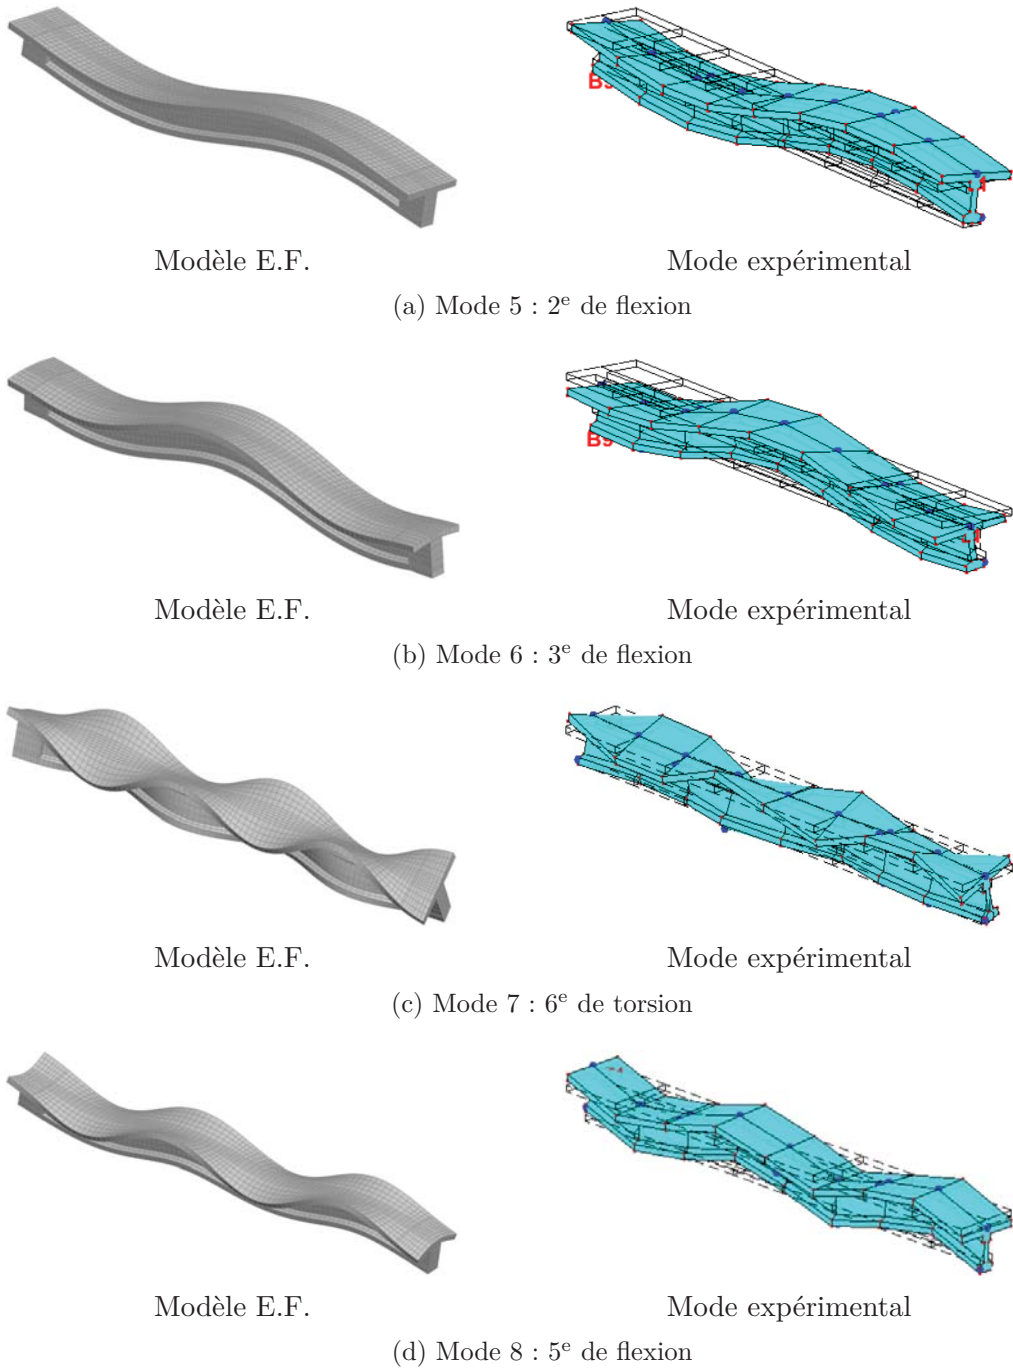 Modèle E.F. Mode expérimental
(a) Mode 5 : 2ᵉ de flexion
Modèle E.F. Mode expérimental
(b) Mode 6 : 3ᵉ de flexion
Modèle E.F. Mode expérimental
(c) Mode 7 : 6ᵉ de torsion
Modèle E.F. Mode expérimental
(d) Mode 8 : 5ᵉ de flexion